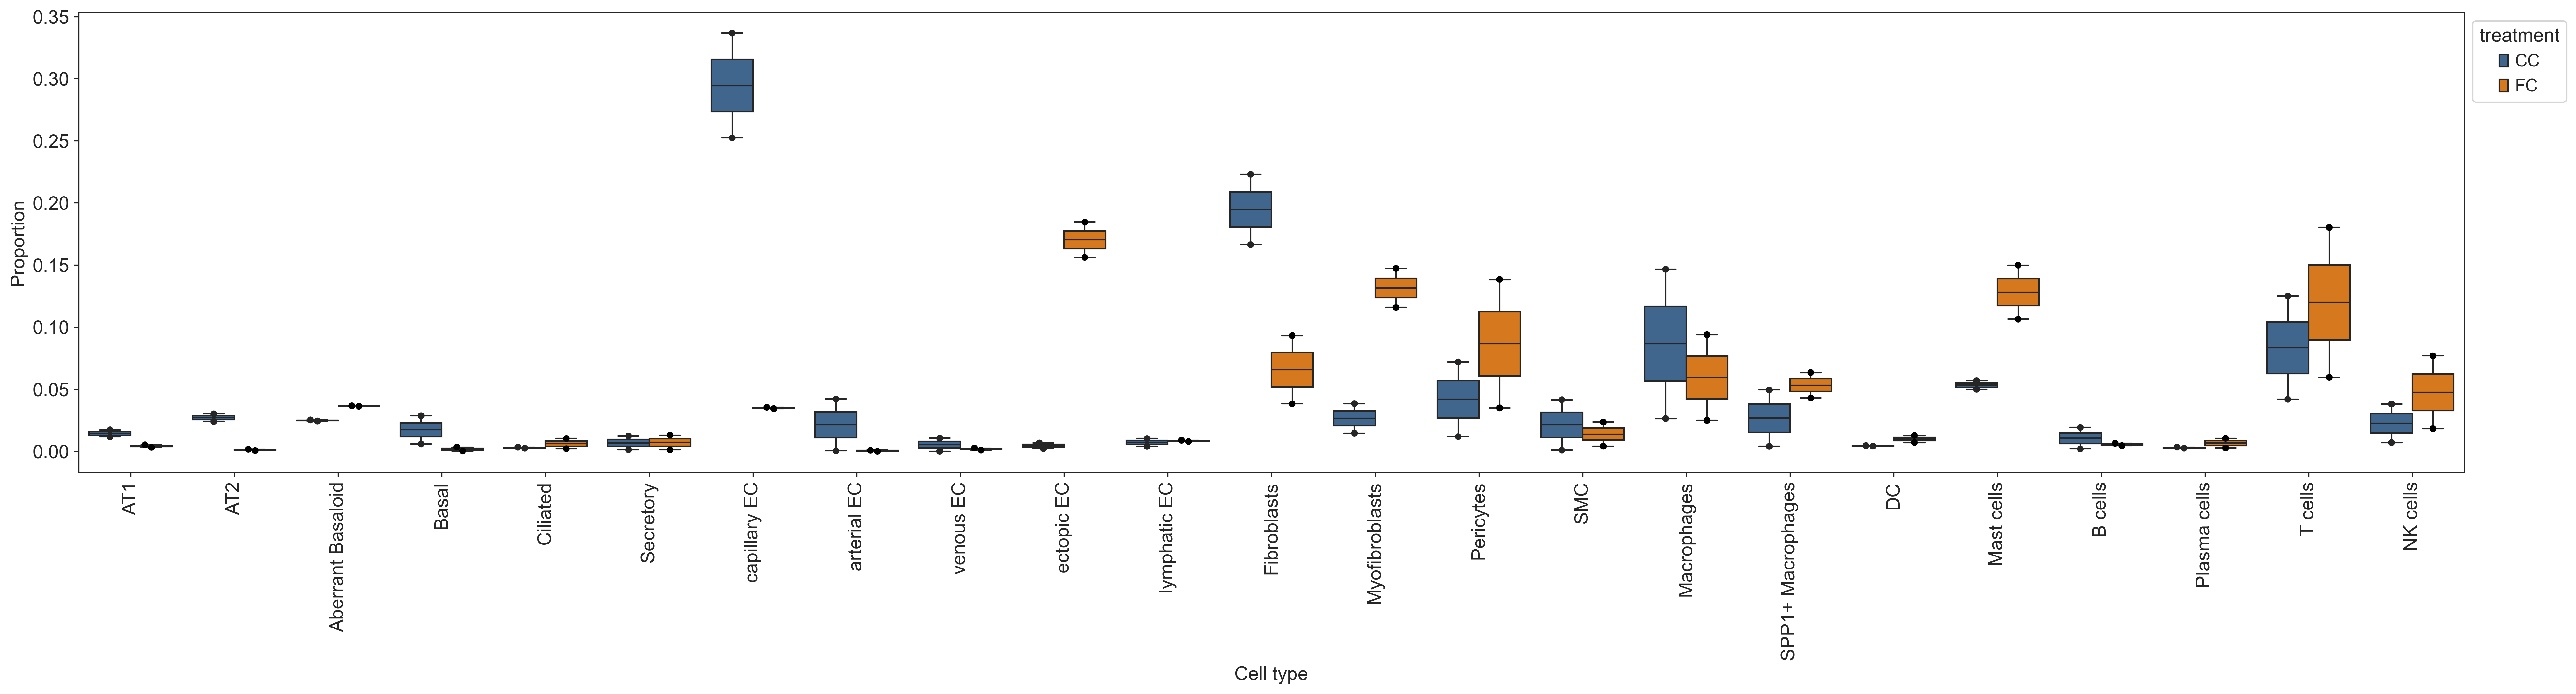 0.35
0.30
0.25
0.20
0.15
0.10
0.05
0.00
Proportion
AT1
AT2
Aberrant Basaloid
Basal
Ciliated
Secretory
capillary EC
arterial EC
venous EC
ectopic EC
lymphatic EC
Fibroblasts
Myofibroblasts
Pericytes
SMC
Macrophages
SPP1+ Macrophages
DC
Mast cells
B cells
Plasma cells
T cells
NK cells
Cell type
treatment
CC
FC